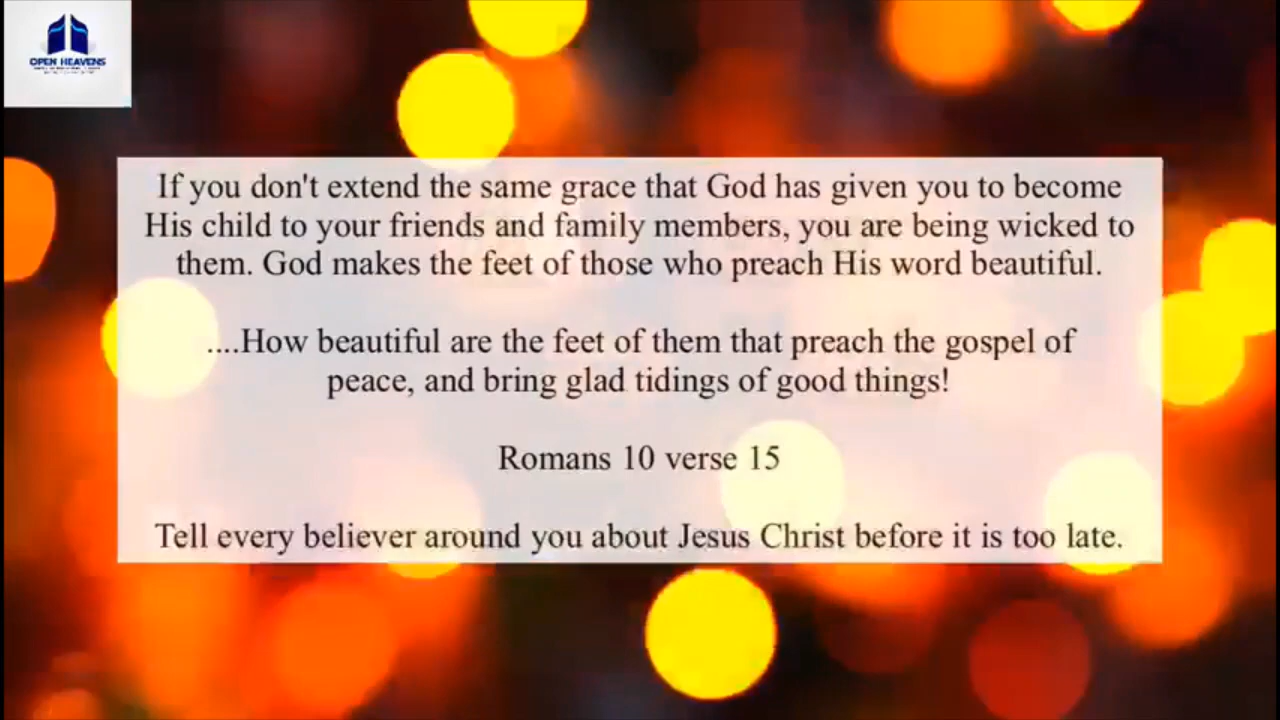 OPEN HEAVENS
If you don't extend the same grace that God has given you to become
His child to your friends and family members, you are being wicked to
them. God makes the feet of those who preach His word beautiful.
....How beautiful are the feet of them that preach the gospel of
peace, and bring glad tidings of good things!
Romans 10 verse 15
Tell every believer around you about Jesus Christ before it is too late.